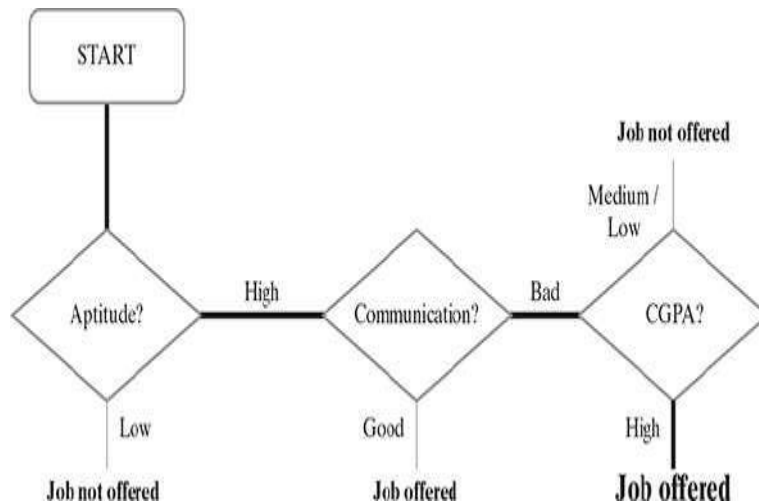 START
Job not offered
Medium /
Low
High
Bad
Aptitude?
Communication?
CGPA?
Low
Good
High
Job not offered
Job offered
Job offered